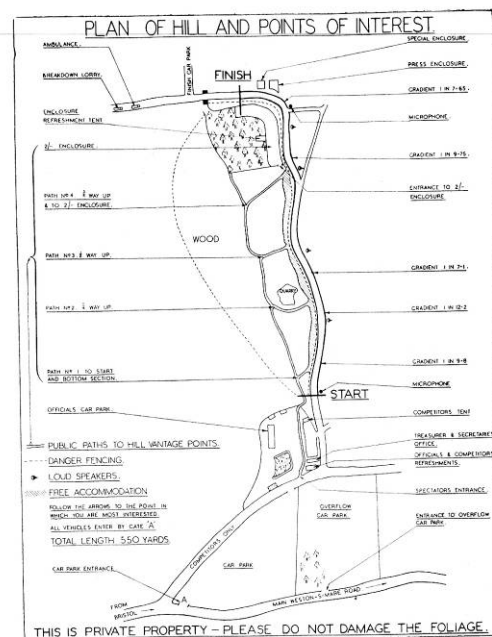 PLAN OF HILL AND POINTS OF INTEREST.
AMBULANCE.
BREAKDOWN LORRY.
FINISH CAR PARK
FINISH
SPECIAL ENCLOSURE.
PRESS ENCLOSURE.
GRADIENT 1 IN 7-65
ENCLOSURE
REFRESHMENT TENT
MICROPHONE.
2/- ENCLOSURE.
GRADIENT 1 IN 9-75.
PATH Nº 4 WAY UP
& TO 2/- ENCLOSURE.
ENTRANCE TO 2/-
ENCLOSURE
WOOD
PATH Nº 3 WAY UP.
GRADIENT 1 IN 7-1.
QUARRY
PATH Nº 2 WAY UP.
GRADIENT 1 IN 12-2
GRADIENT 1 IN 9-8
PATH Nº 1 TO START
AND BOTTOM SECTION.
MICROPHONE
START
OFFICIALS CAR PARK.
COMPETITORS TENT
TREASURER & SECRETARYS
OFFICE.
OFFICIALS & COMPETITORS
REFRESHMENTS.
PUBLIC PATHS TO HILL VANTAGE POINTS.
DANGER FENCING.
LOUD SPEAKERS.
FREE ACCOMMODATION
SPECTATORS ENTRANCE.
FOLLOW THE ARROWS TO THE POINT IN
WHICH YOU ARE MOST INTERESTED.
ALL VEHICLES ENTER BY GATE 'A'
TOTAL LENGTH 550 YARDS.
OVERFLOW
CAR PARK.
ENTRANCE TO OVERFLOW
CAR PARK.
COMPETITORS ONLY
CAR PARK
CAR PARK ENTRANCE.
A
FROM
BRISTOL
MAIN WESTON-S-MARE ROAD
THIS IS PRIVATE PROPERTY - PLEASE DO NOT DAMAGE THE FOLIAGE.